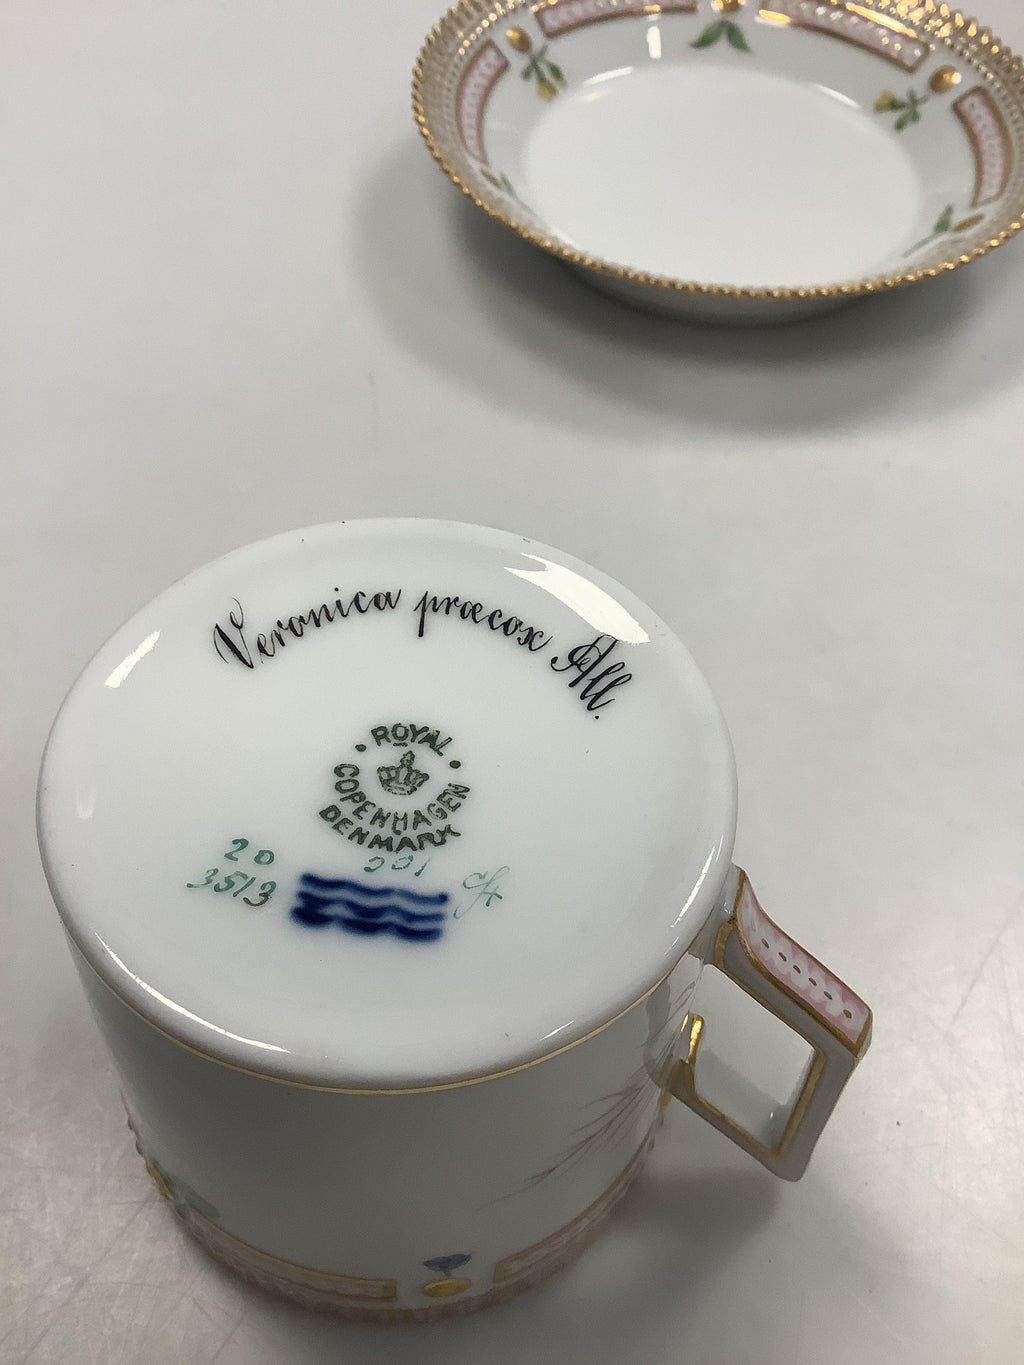 Veronica præcox All.
ROYAL
COPENHAGEN
DENMARK
20
3513